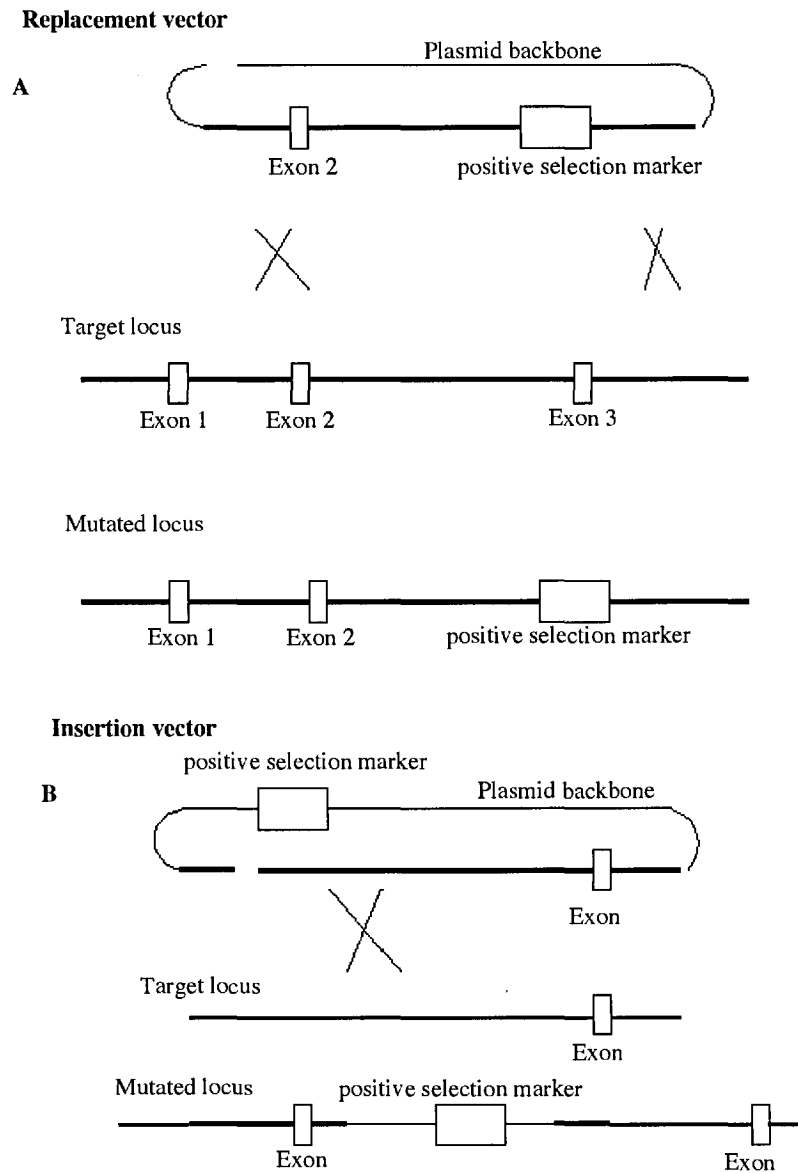 Replacement vector
Plasmid backbone
A
Exon 2
positive selection marker
Target locus
Exon 1
Exon 2
Exon 3
Mutated locus
Exon 1
Exon 2
positive selection marker
Insertion vector
positive selection marker
B
Plasmid backbone
Exon
Target locus
Exon
Mutated locus
positive selection marker
Exon
Exon